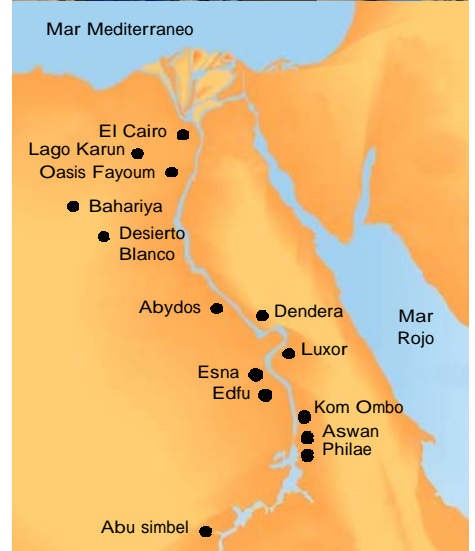 Mar Mediterraneo
El Cairo
Lago Karun
Oasis Fayoum
Bahariya
Desierto
Blanco
Abydos
Dendera
Mar
Rojo
Luxor
Esna
Edfu
Kom Ombo
Aswan
Philae
Abu simbel